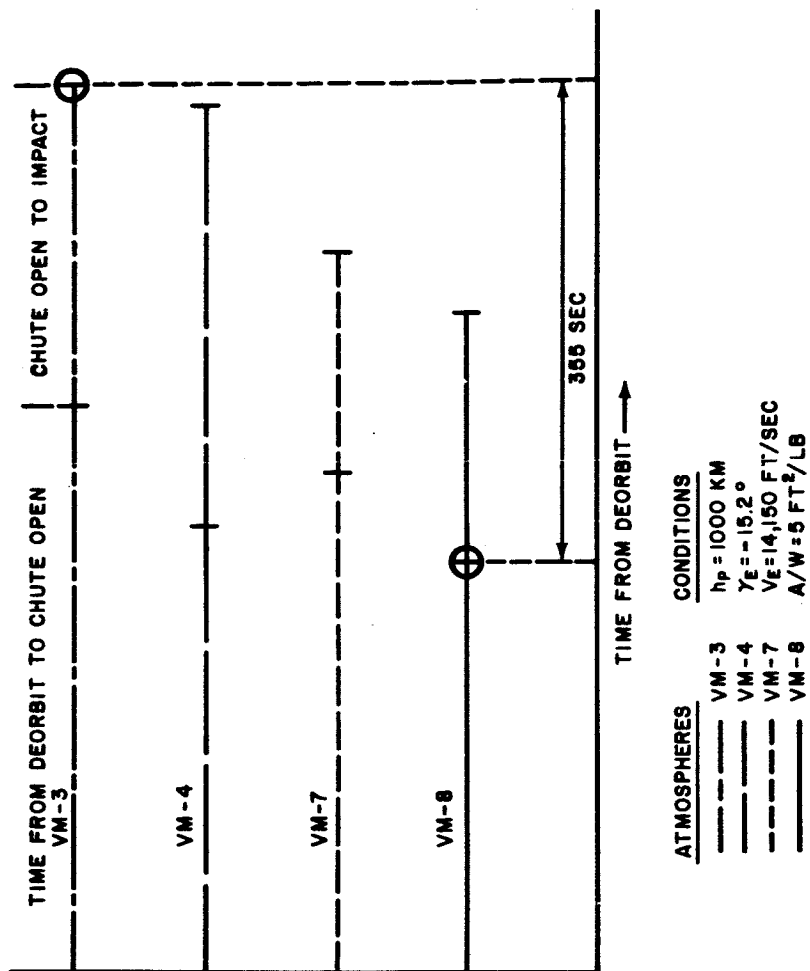 TIME FROM DEORBIT TO CHUTE OPEN
CHUTE OPEN TO IMPACT
VM-3
VM-4
VM-7
VM-8
355 SEC
TIME FROM DEORBIT
ATMOSPHERES
VM-3
VM-4
VM-7
VM-8
CONDITIONS
hp = 1000 KM
γE = -15.2°
VE = 14,150 FT/SEC
A/W = 5 FT²/LB